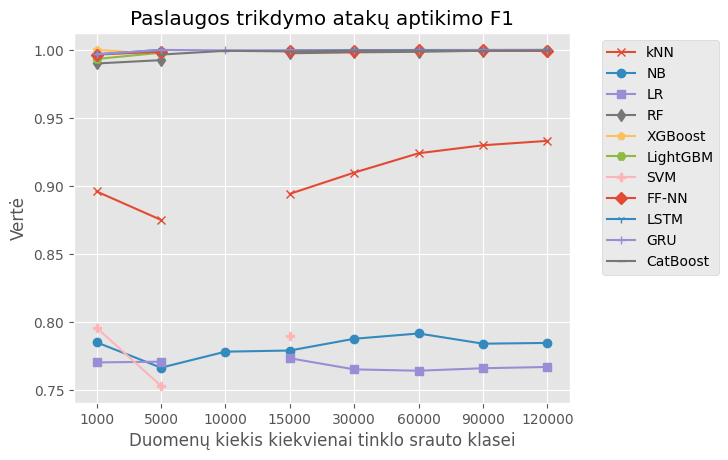 Paslaugos trikdymo atakų aptikimo F1
Vertė
1.00
0.95
0.90
0.85
0.80
0.75
1000
5000
10000
15000
30000
60000
90000
120000
Duomenų kiekis kiekvienai tinklo srauto klasei
kNN
NB
LR
RF
XGBoost
LightGBM
SVM
FF-NN
LSTM
GRU
CatBoost